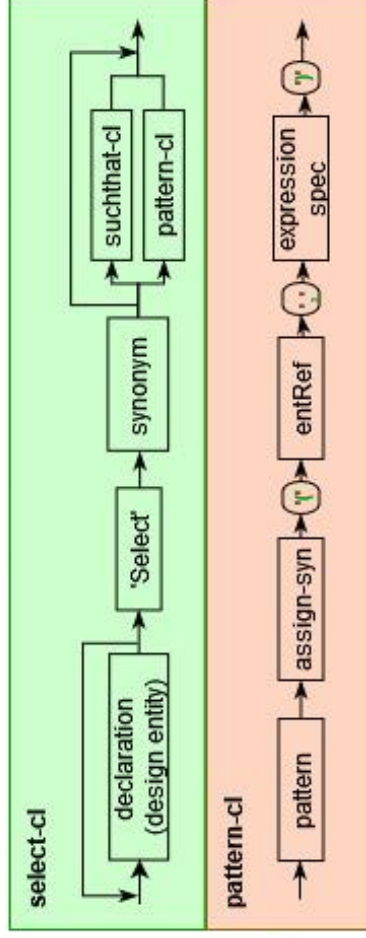 select-cl
declaration
(design entity)
'Select'
synonym
suchthat-cl
pattern-cl
pattern-cl
pattern
assign-syn
'('
entRef
','
expression
spec
')'